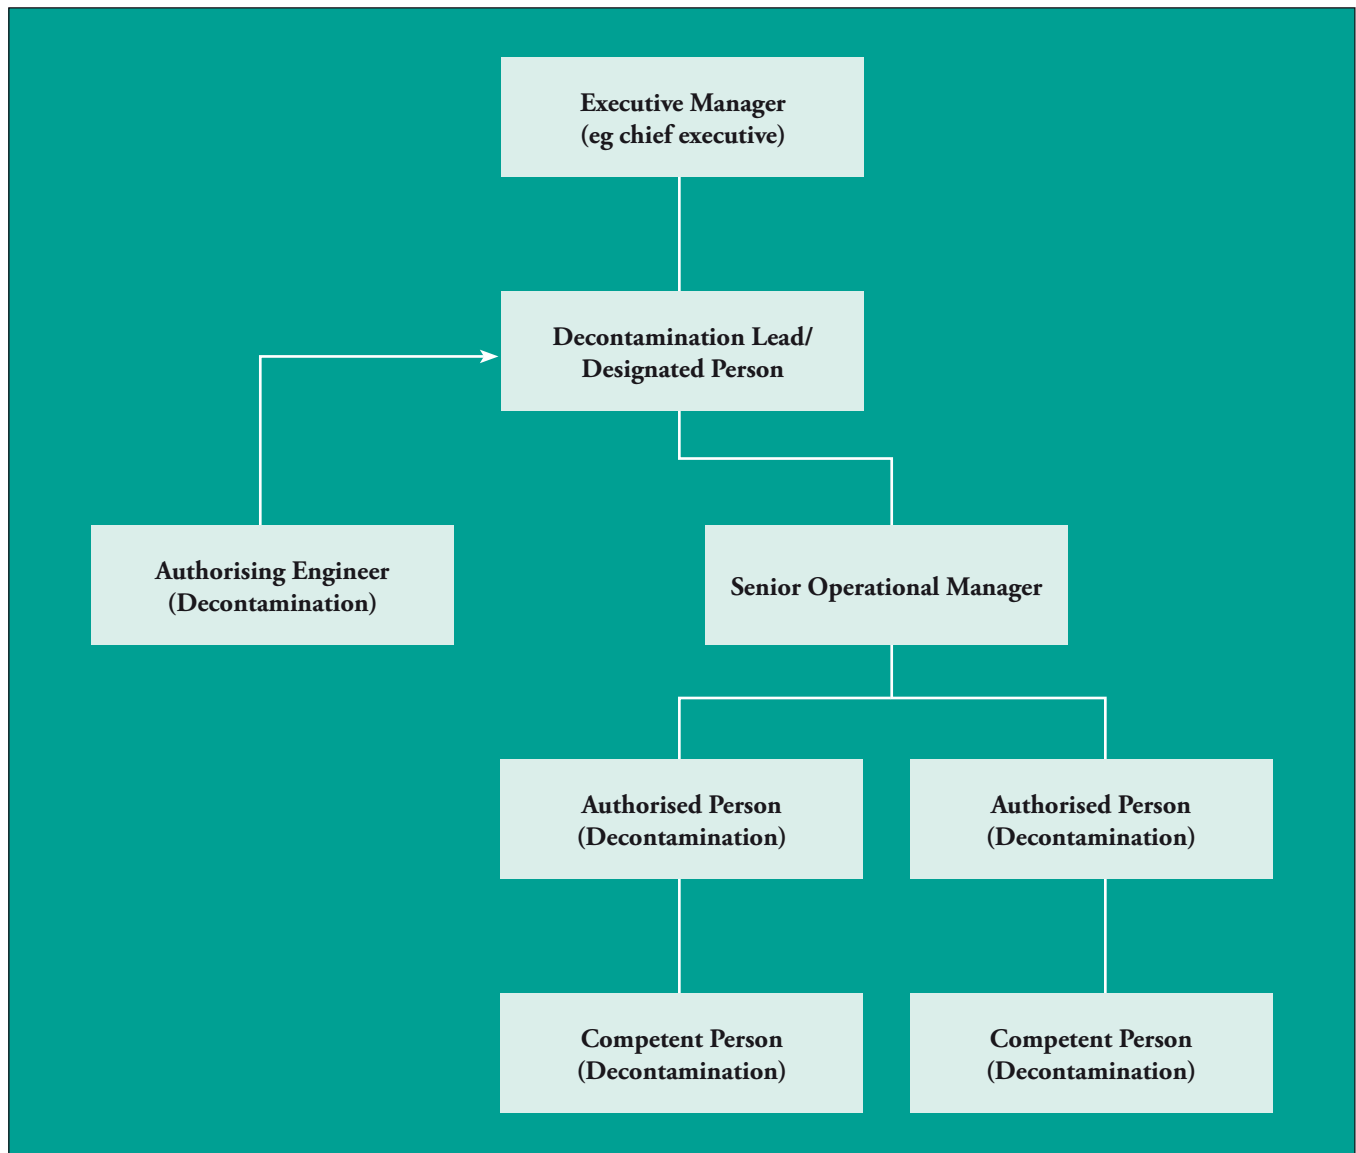 Executive Manager
(eg chief executive)
Decontamination Lead/
Designated Person
Authorising Engineer
(Decontamination)
Senior Operational Manager
Authorised Person
(Decontamination)
Authorised Person
(Decontamination)
Competent Person
(Decontamination)
Competent Person
(Decontamination)